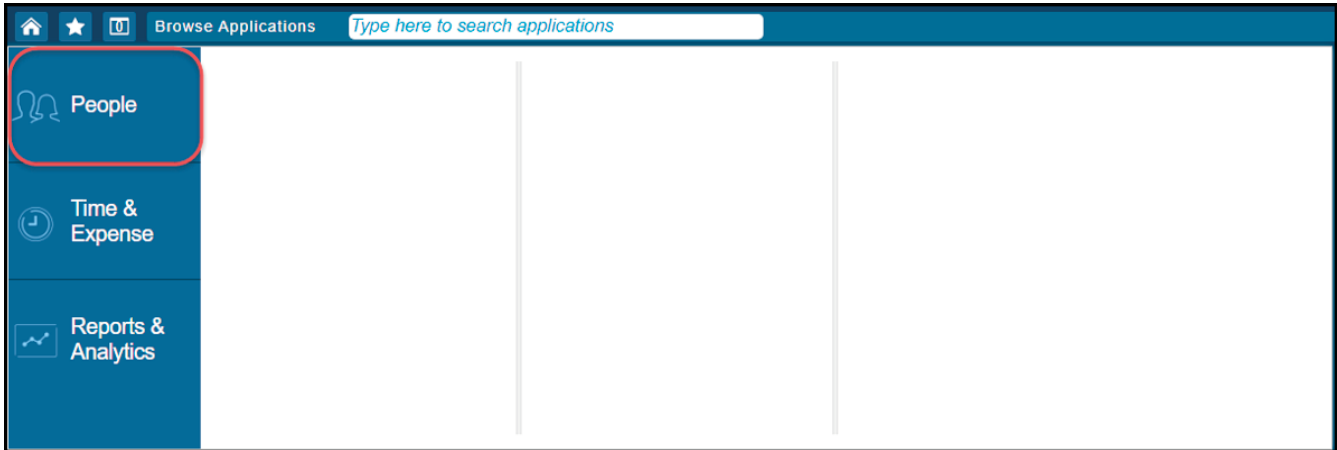 Browse Applications Type here to search applications
People
Time &
Expense
Reports &
Analytics